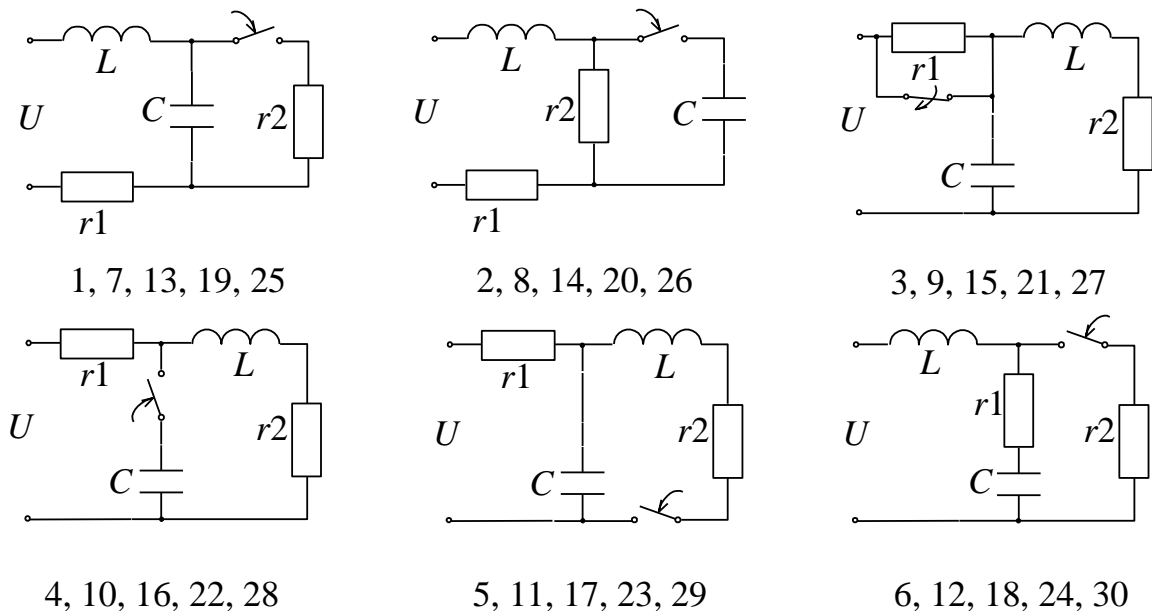 L
C
r2
U
r1
1, 7, 13, 19, 25
L
r2
C
U
r1
2, 8, 14, 20, 26
r1
L
U
r2
C
3, 9, 15, 21, 27
r1
L
U
r2
C
4, 10, 16, 22, 28
r1
L
U
r2
C
5, 11, 17, 23, 29
L
r1
U
r2
C
6, 12, 18, 24, 30